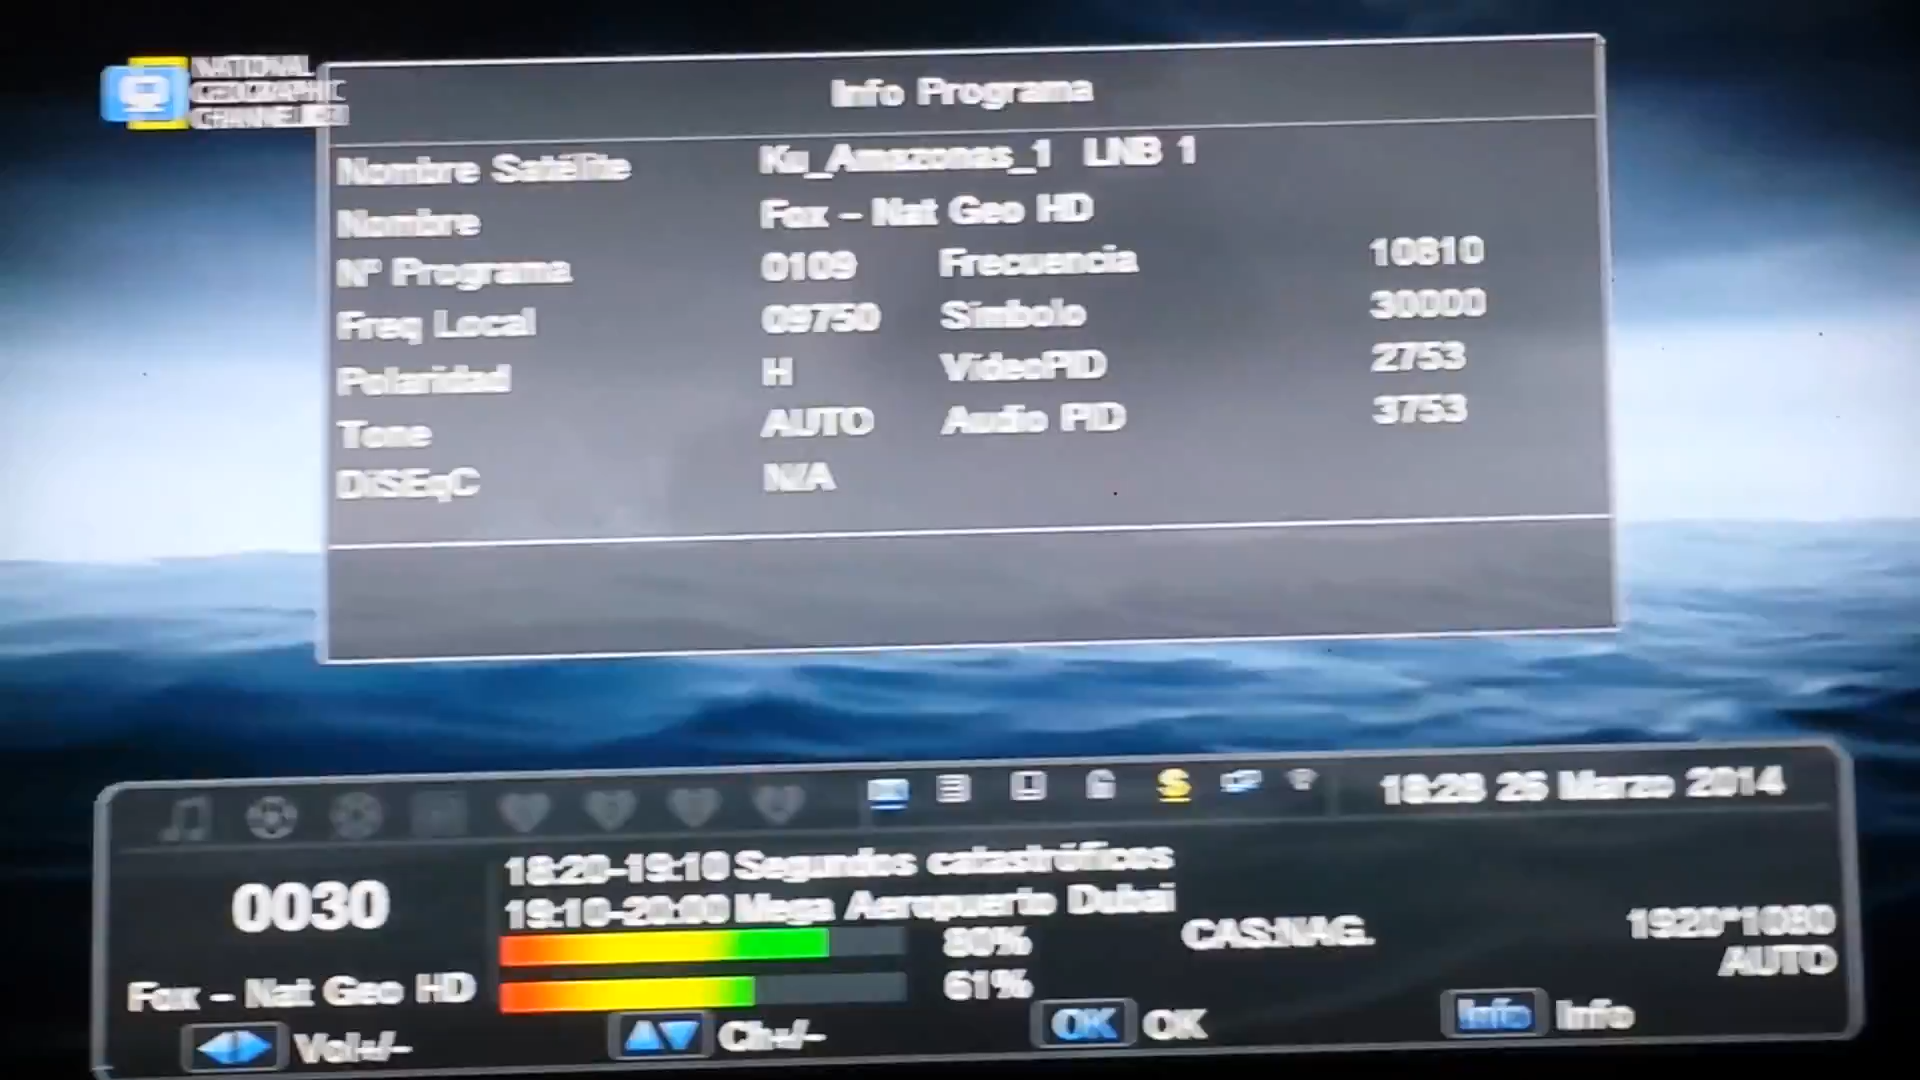 NATIONAL
GEOGRAPHIC
CHANNEL HD
Info Programa
Nombre Satélite Ku_Amazonas_1 LNB 1
Nombre Fox - Nat Geo HD
Nº Programa 0109 Frecuencia 10810
Freq Local 09750 Símbolo 30000
Polaridad H VídeoPID 2753
Tone AUTO Audio PID 3753
DiSEqC N/A
18:28 26 Marzo 2014
0030
18:20-19:10 Segundos catastróficos
19:10-20:00 Mega Aeropuerto Dubai
80%
61%
CAS:NAG.
1920*1080
AUTO
Fox - Nat Geo HD
Vol+/-
Ch+/-
OK OK
Info Info